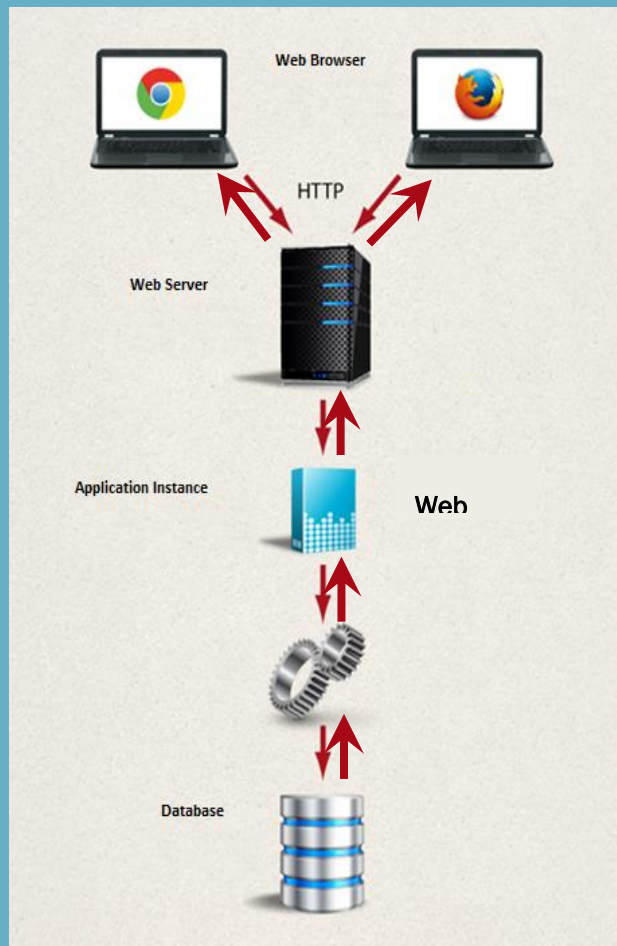 Web Browser
HTTP
Web Server
Application Instance
Web
Database